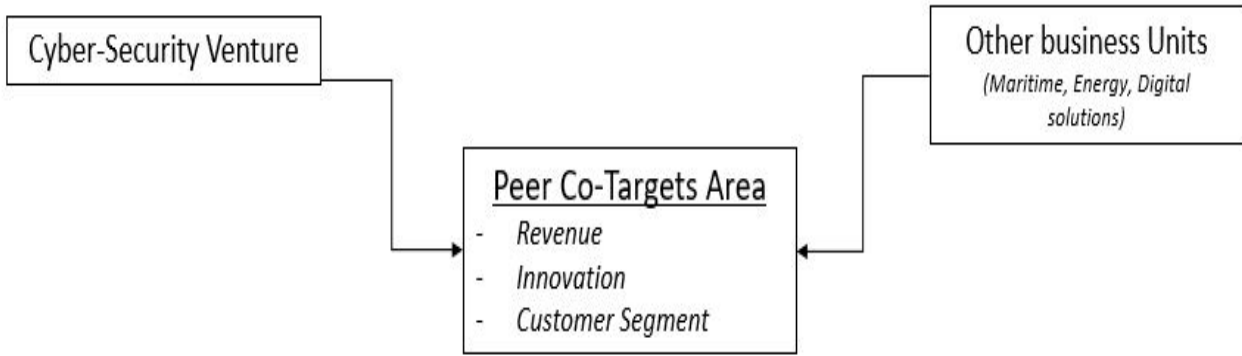 Cyber-Security Venture
Other business Units
(Maritime, Energy, Digital
solutions)
Peer Co-Targets Area
- Revenue
- Innovation
- Customer Segment